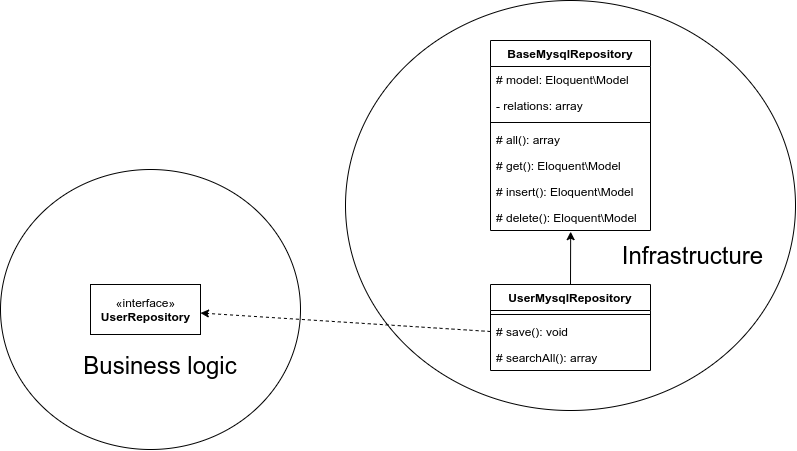 BaseMysqlRepository
# model: Eloquent\Model
- relations: array
# all(): array
# get(): Eloquent\Model
# insert(): Eloquent\Model
# delete(): Eloquent\Model
Infrastructure
«interface»
UserRepository
Business logic
UserMysqlRepository
# save(): void
# searchAll(): array